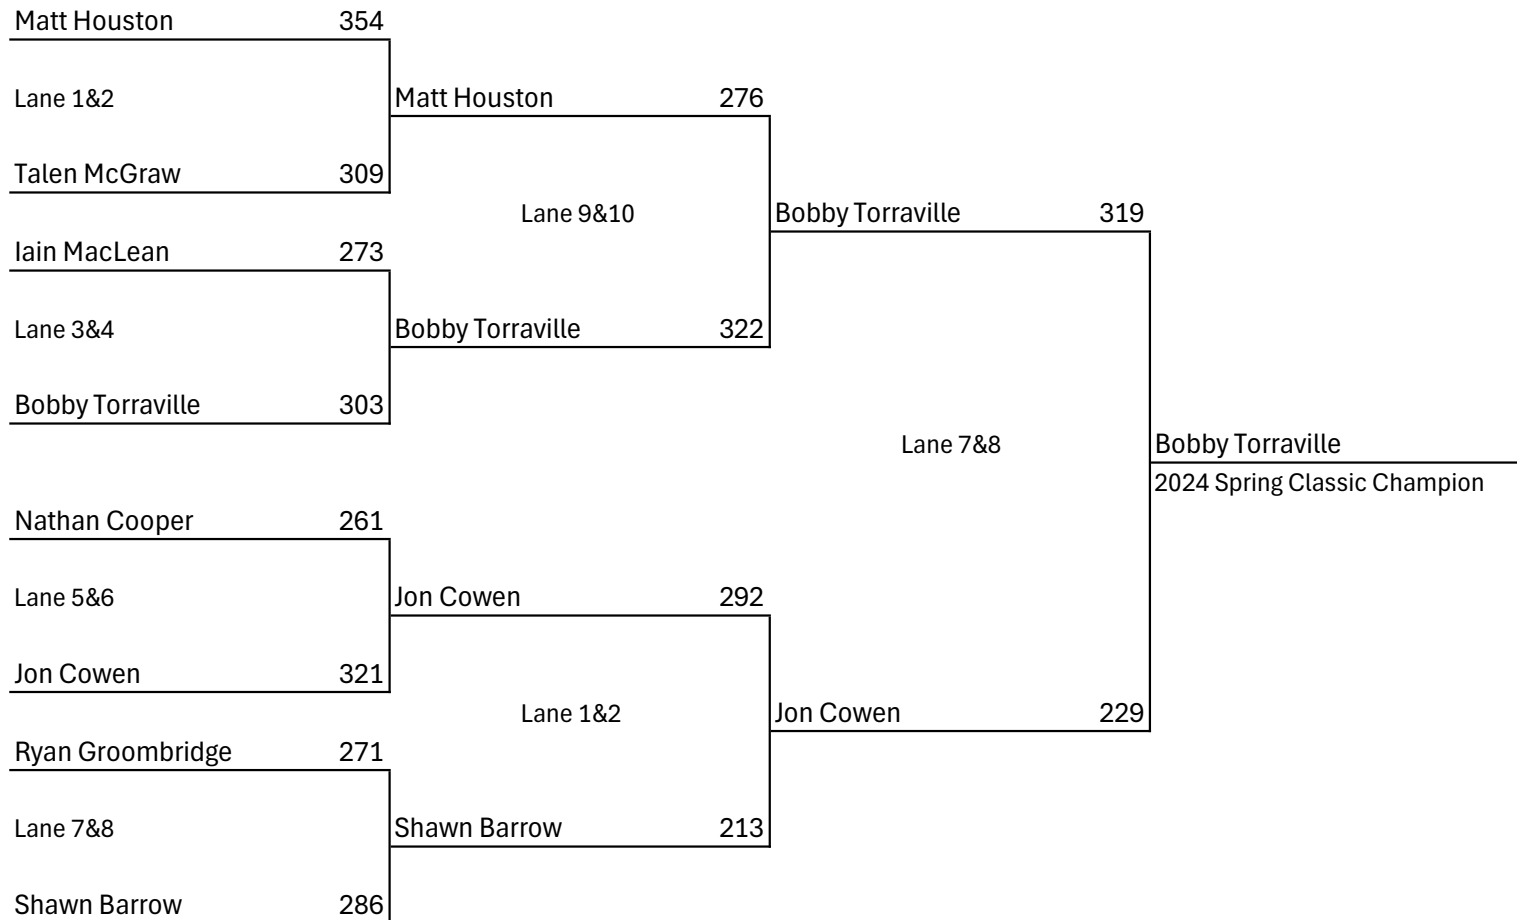 Matt Houston 354
Lane 1&2
Matt Houston 276
Talen McGraw 309
Lane 9&10
Bobby Torraville 319
Iain MacLean 273
Lane 3&4
Bobby Torraville 322
Bobby Torraville 303
Lane 7&8
Bobby Torraville
2024 Spring Classic Champion
Nathan Cooper 261
Lane 5&6
Jon Cowen 292
Jon Cowen 321
Lane 1&2
Jon Cowen 229
Ryan Groombridge 271
Lane 7&8
Shawn Barrow 213
Shawn Barrow 286